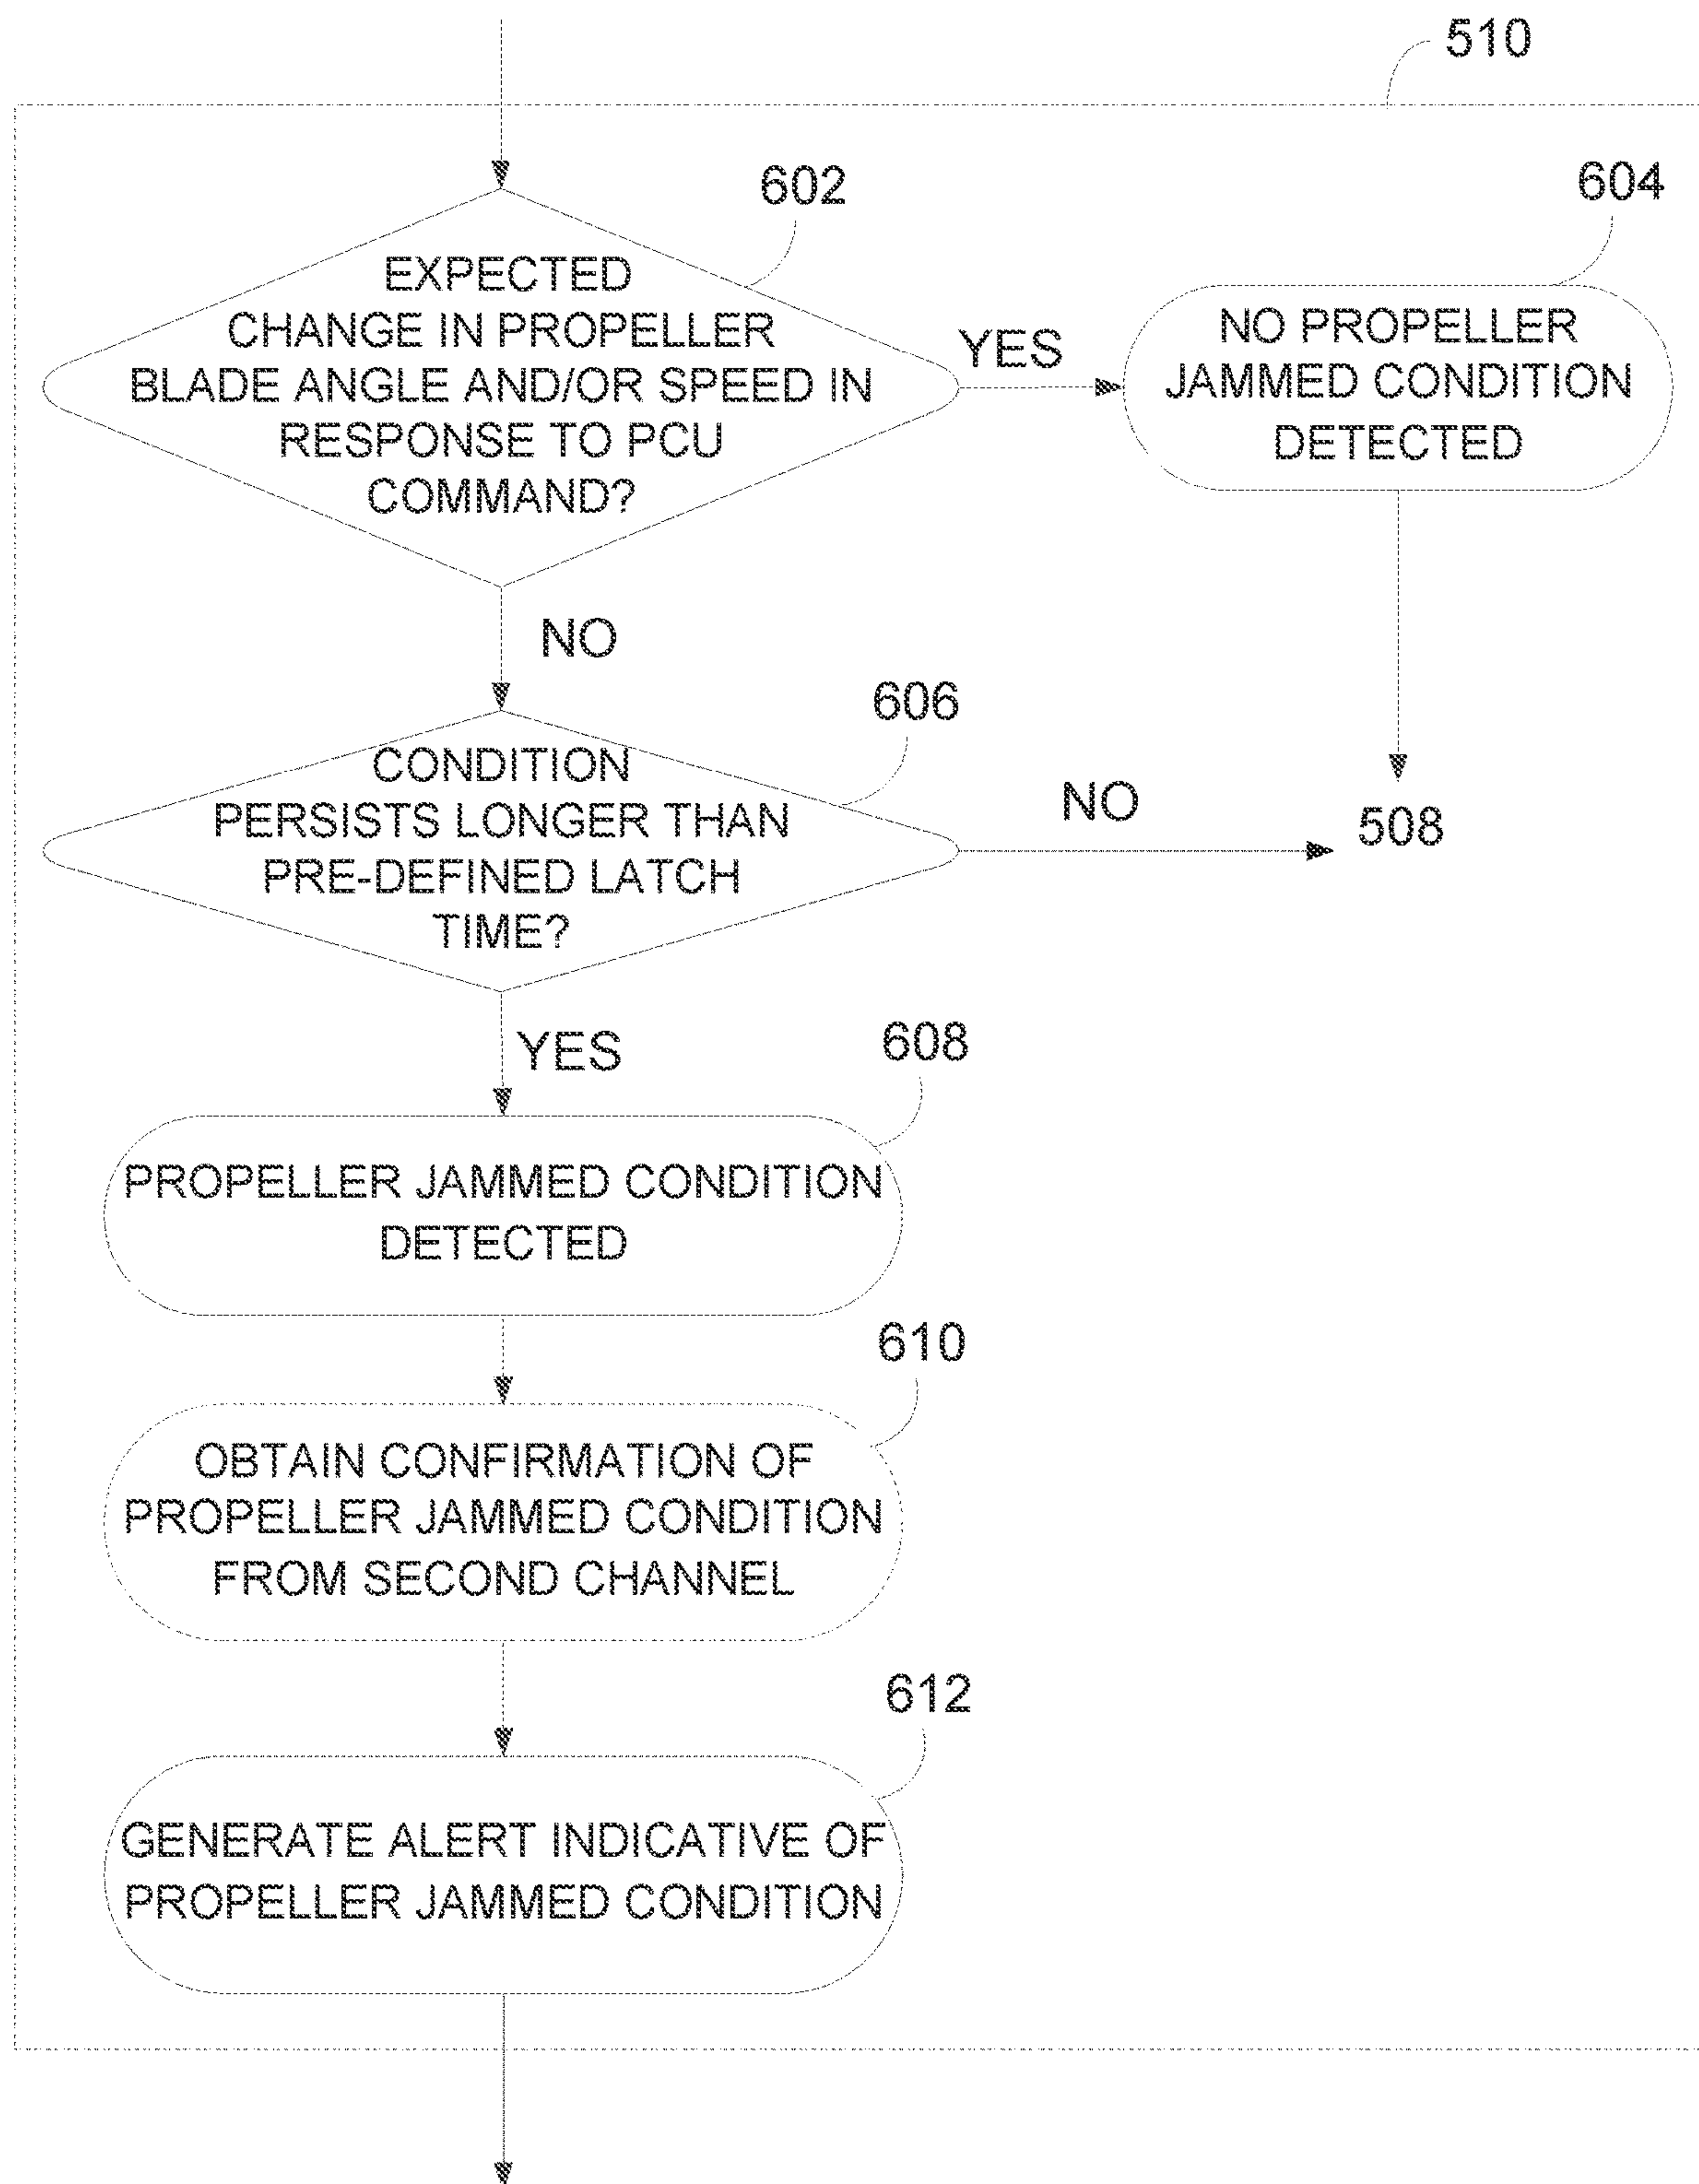 510
602
604
EXPECTED
CHANGE IN PROPELLER
BLADE ANGLE AND/OR SPEED IN
RESPONSE TO PCU
COMMAND?
YES
NO PROPELLER
JAMMED CONDITION
DETECTED
NO
606
CONDITION
PERSISTS LONGER THAN
PRE-DEFINED LATCH
TIME?
NO
508
YES
608
PROPELLER JAMMED CONDITION
DETECTED
610
OBTAIN CONFIRMATION OF
PROPELLER JAMMED CONDITION
FROM SECOND CHANNEL
612
GENERATE ALERT INDICATIVE OF
PROPELLER JAMMED CONDITION